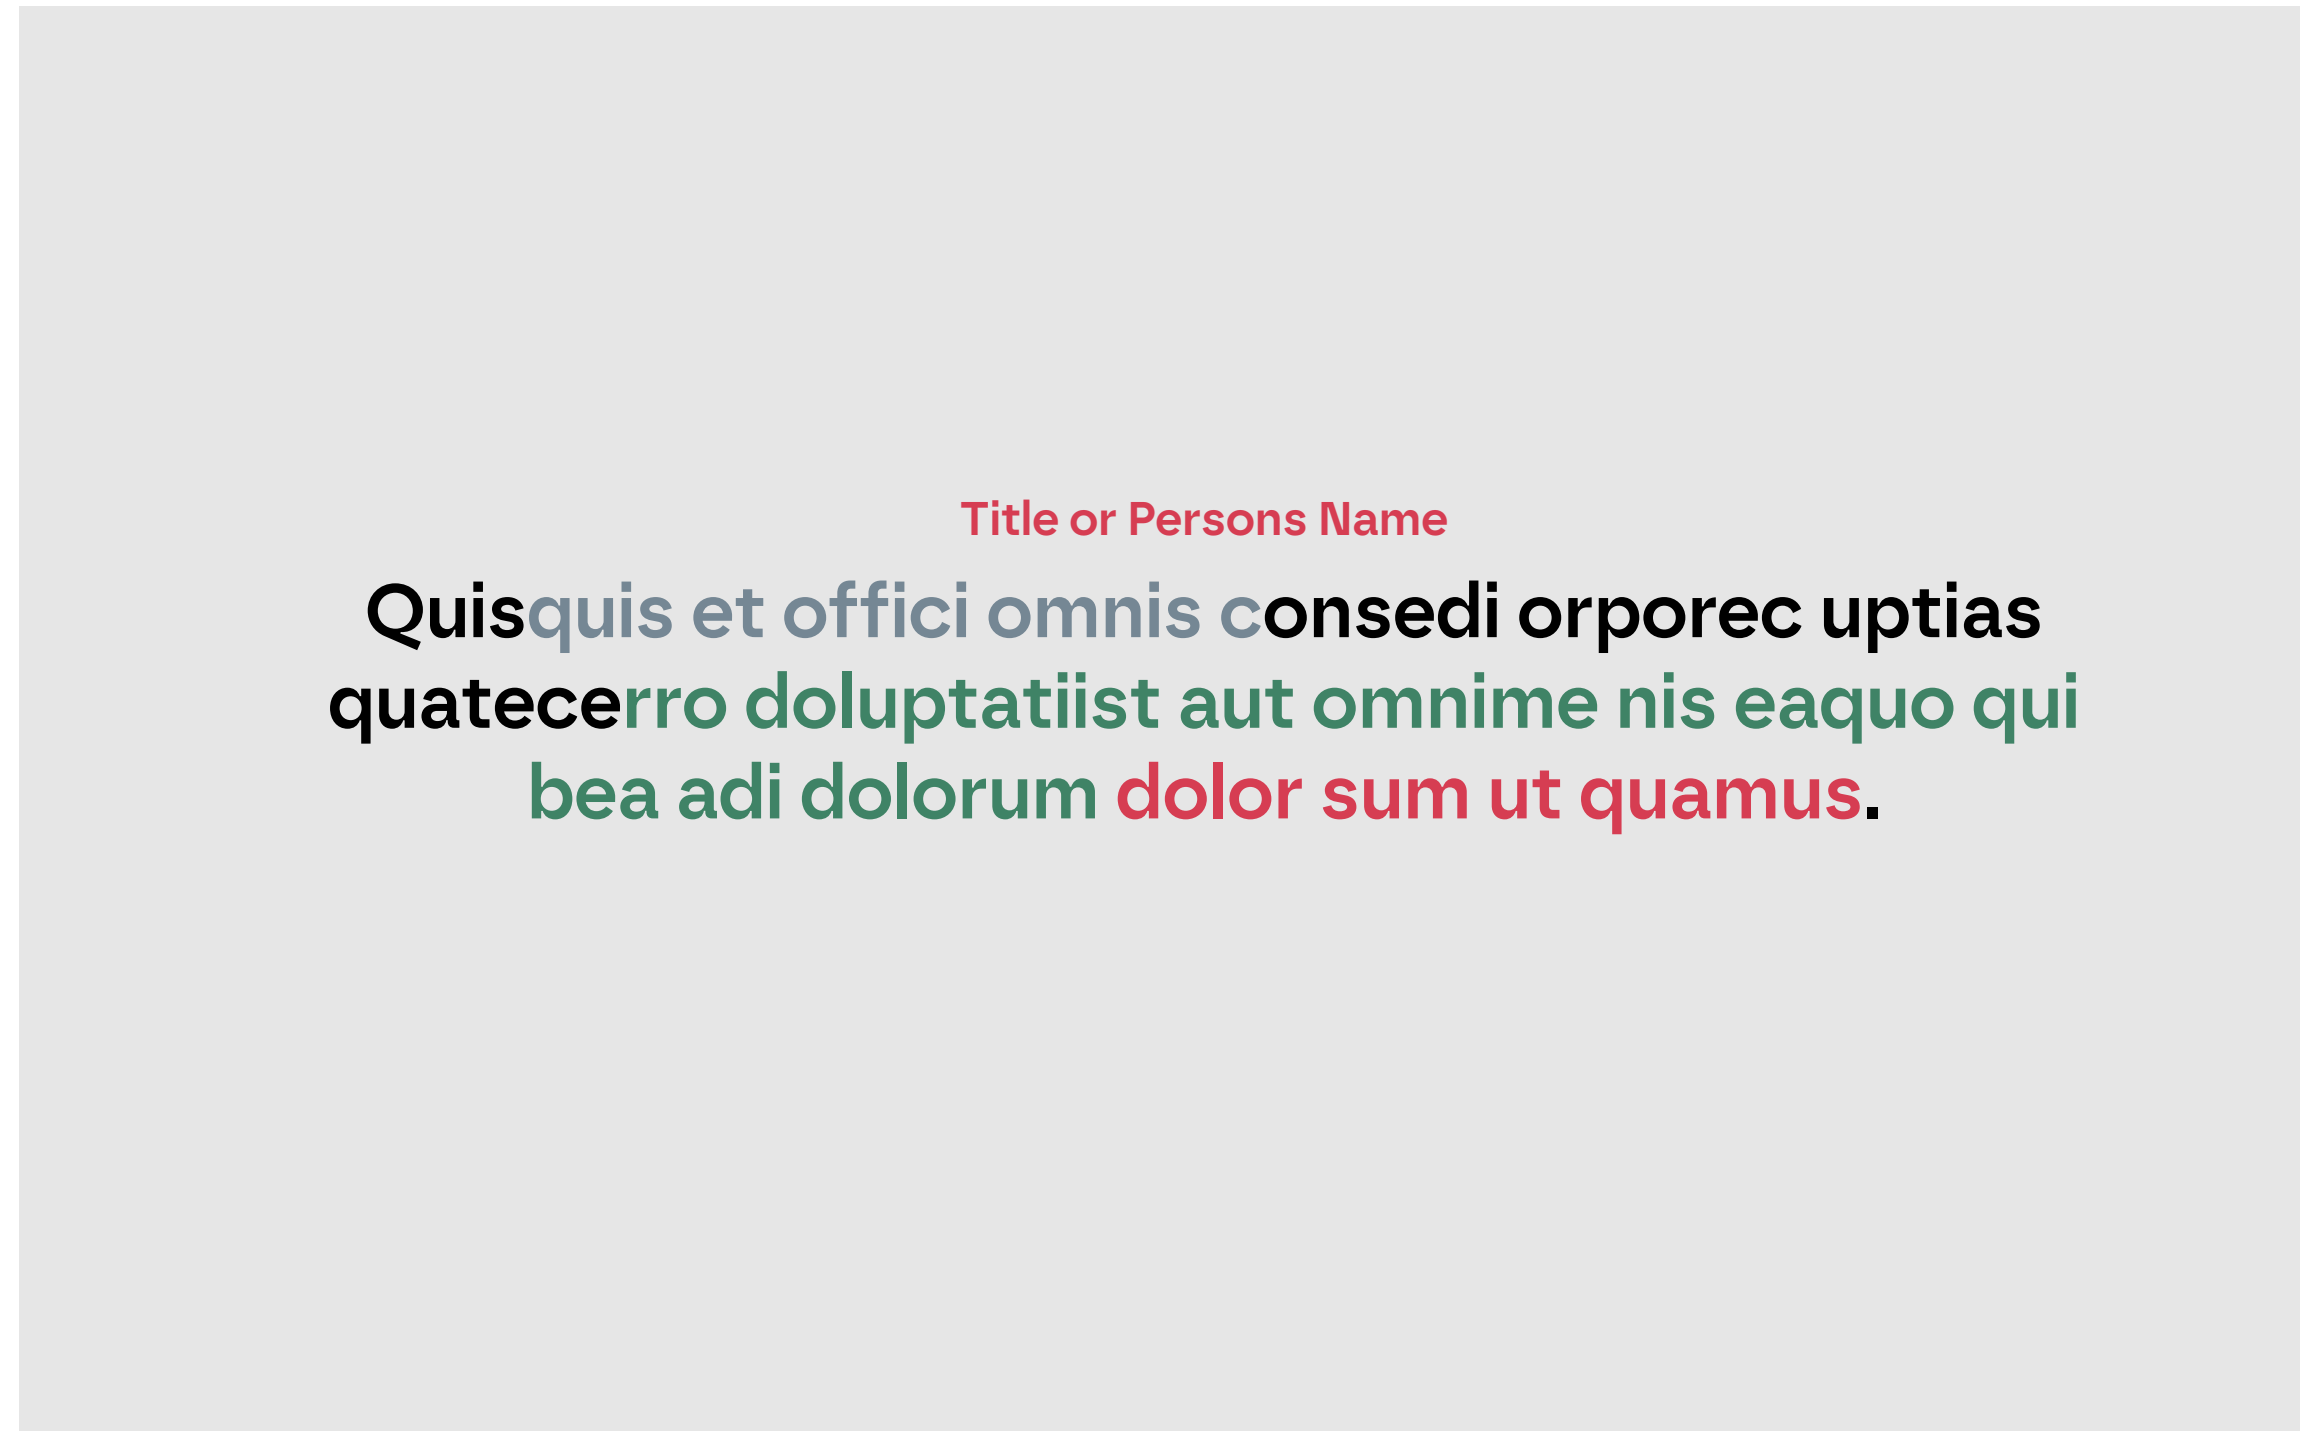 Title or Persons Name
Quisquis et offici omnis consedi orporec uptias
quatecerro doluptatiist aut omnime nis eaquo qui
bea adi dolorum dolor sum ut quamus.